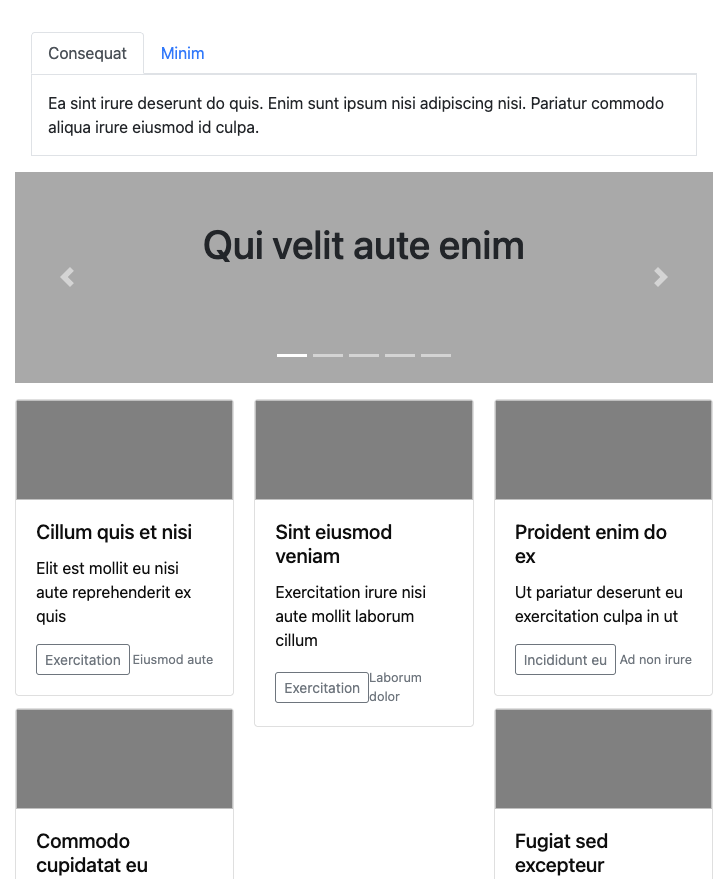 Consequat
Minim
Ea sint irure deserunt do quis. Enim sunt ipsum nisi adipiscing nisi. Pariatur commodo
aliqua irure eiusmod id culpa.
Qui velit aute enim
Cillum quis et nisi
Elit est mollit eu nisi
aute reprehenderit ex
quis
Exercitation
Eiusmod aute
Sint eiusmod
veniam
Exercitation irure nisi
aute mollit laborum
cillum
Exercitation
Laborum
dolor
Proident enim do
ex
Ut pariatur deserunt eu
exercitation culpa in ut
Incididunt eu
Ad non irure
Commodo
cupidatat eu
Fugiat sed
excepteur